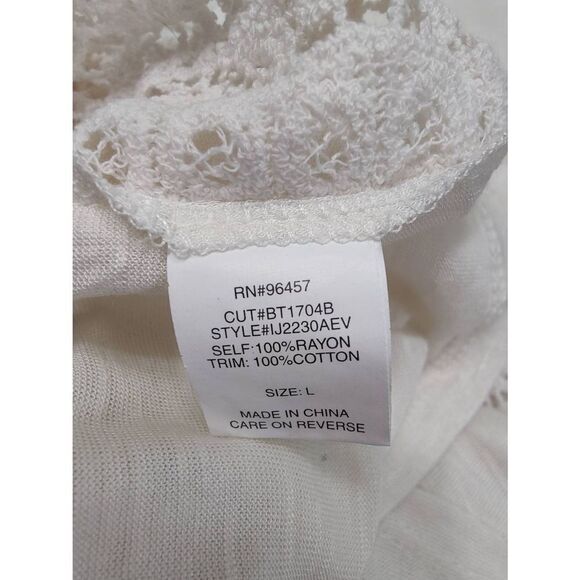 RN#96457
CUT#BT1704B
STYLE#IJ2230AEV
SELF:100%RAYON
TRIM: 100%COTTON
SIZE: L
MADE IN CHINA
CARE ON REVERSE